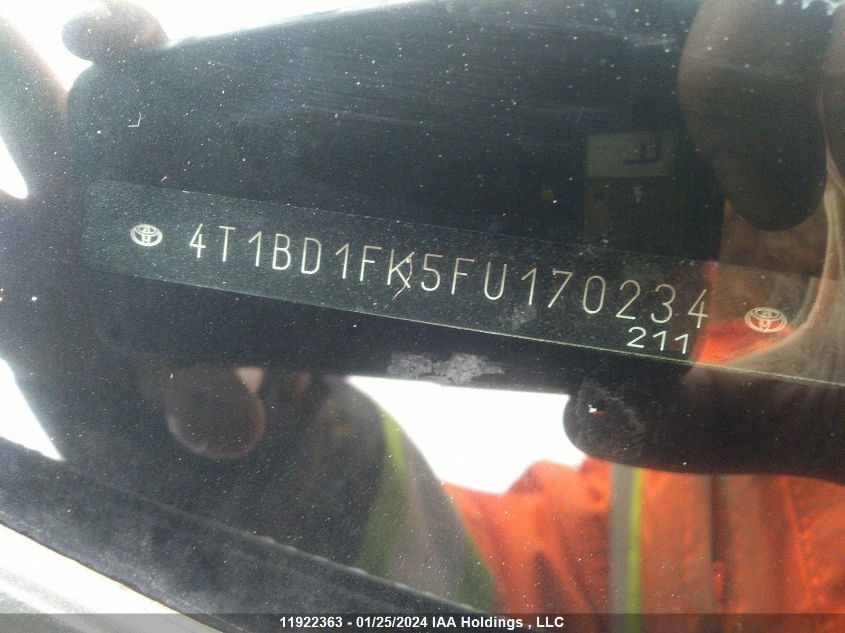 4T1BD1FK5FU170234
211
11922363 - 01/25/2024 IAA Holdings , LLC